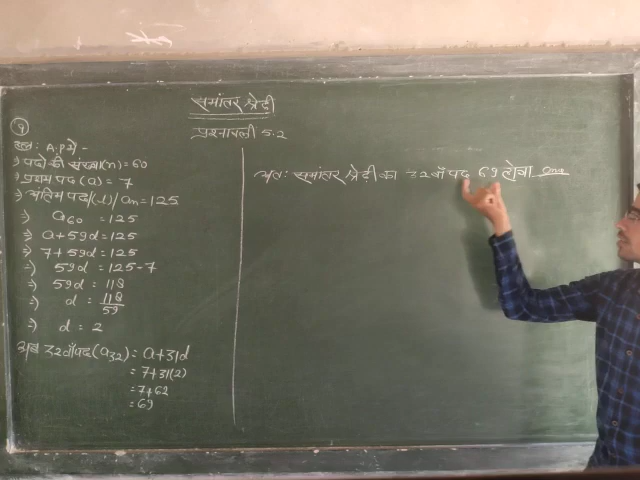 समांतर श्रेढ़ी
प्रश्नावली 5.2
9
हल: A.P में -
⇒ पदों की संख्या (n) = 60
⇒ प्रथम पद (a) = 7
⇒ अंतिम पद (l) / an = 125
⇒ a60 = 125
⇒ a+59d = 125
⇒ 7+59d = 125
⇒ 59d = 125-7
⇒ 59d = 118
⇒ d = 118/59
⇒ d = 2
अब 32वाँ पद (a32) = a+31d
= 7+31(2)
= 7+62
= 69
अतः समांतर श्रेढ़ी का 32वाँ पद 69 होगा Ans